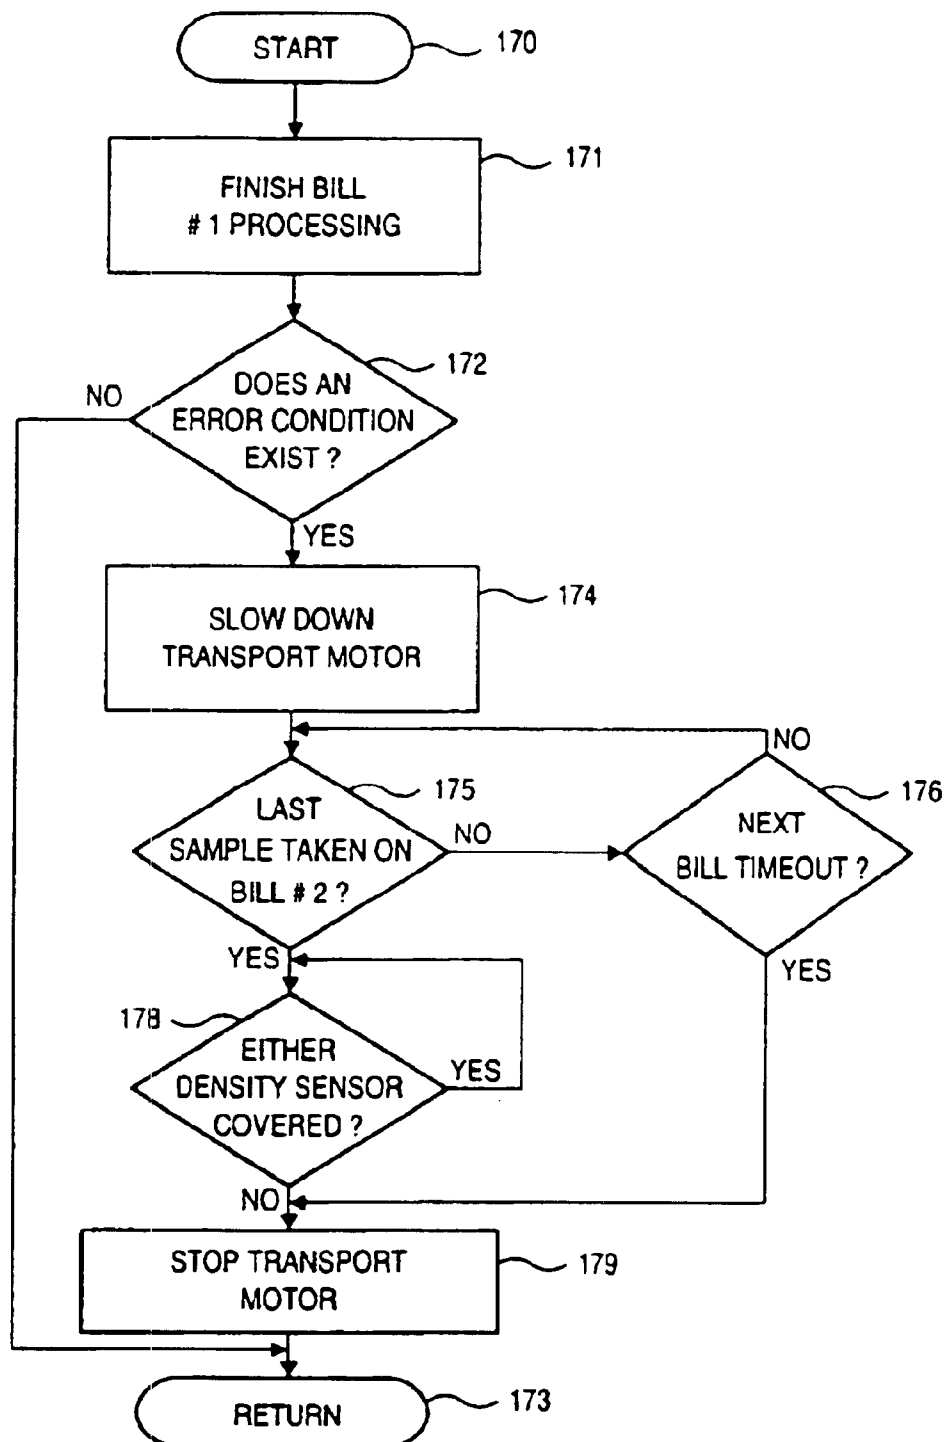 START
170
FINISH BILL
# 1 PROCESSING
171
DOES AN
ERROR CONDITION
EXIST ?
172
NO
YES
SLOW DOWN
TRANSPORT MOTOR
174
LAST
SAMPLE TAKEN ON
BILL # 2 ?
175
NO
NEXT
BILL TIMEOUT ?
176
NO
YES
YES
EITHER
DENSITY SENSOR
COVERED ?
178
YES
NO
STOP TRANSPORT
MOTOR
179
RETURN
173